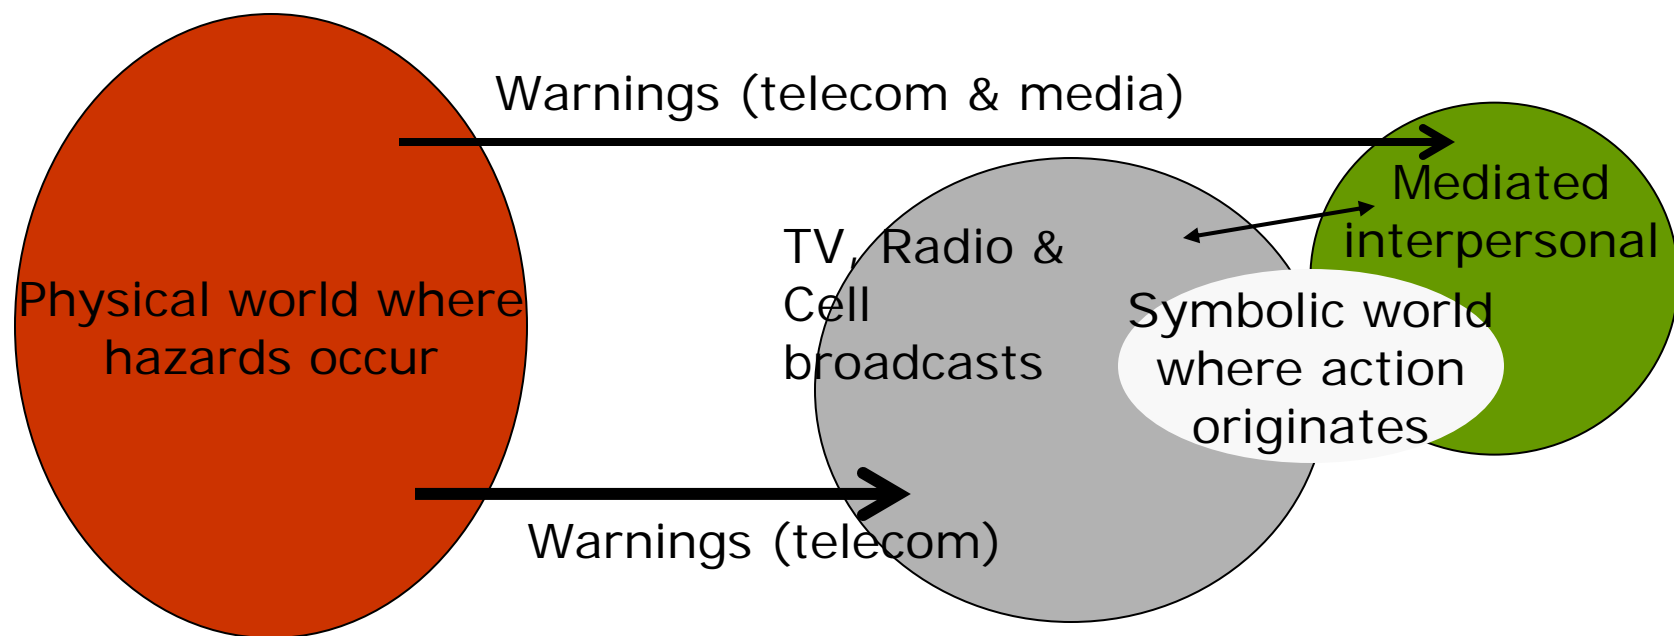 Warnings (telecom & media)
Physical world where
hazards occur
TV, Radio &
Cell
broadcasts
Mediated
interpersonal
Symbolic world
where action
originates
Warnings (telecom)